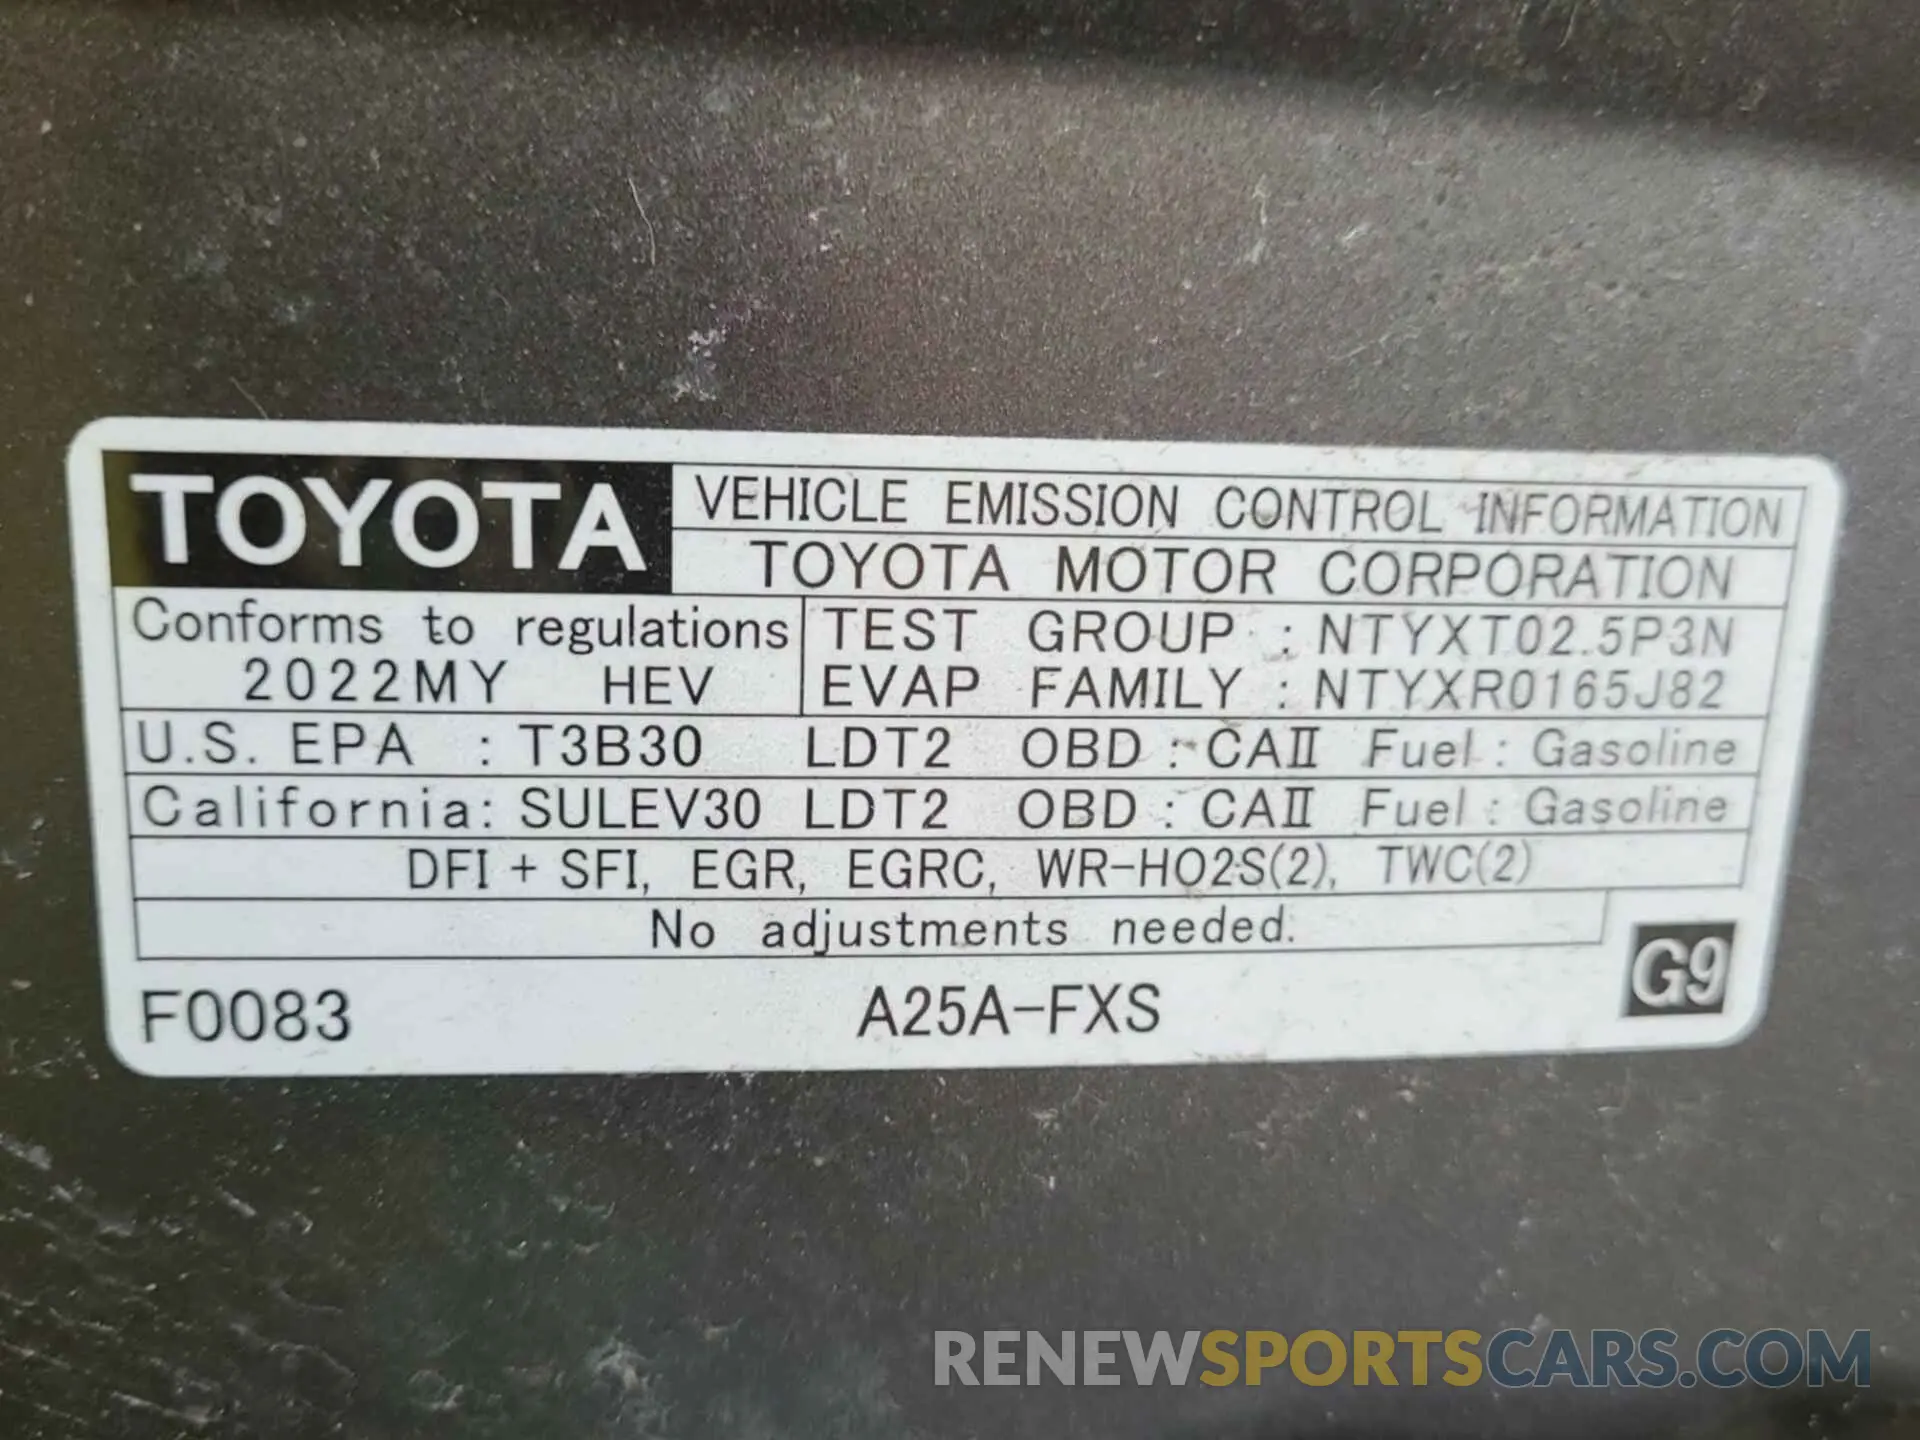 TOYOTA
VEHICLE EMISSION CONTROL INFORMATION
TOYOTA MOTOR CORPORATION
Conforms to regulations
2022MY HEV
TEST GROUP : NTYXT02.5P3N
EVAP FAMILY : NTYXR0165J82
U.S. EPA : T3B30 LDT2 OBD : CAⅡ Fuel : Gasoline
California: SULEV30 LDT2 OBD : CAⅡ Fuel : Gasoline
DFI + SFI, EGR, EGRC, WR-HO2S(2), TWC(2)
No adjustments needed.
G9
F0083 A25A-FXS
RENEWSPORTSCARS.COM